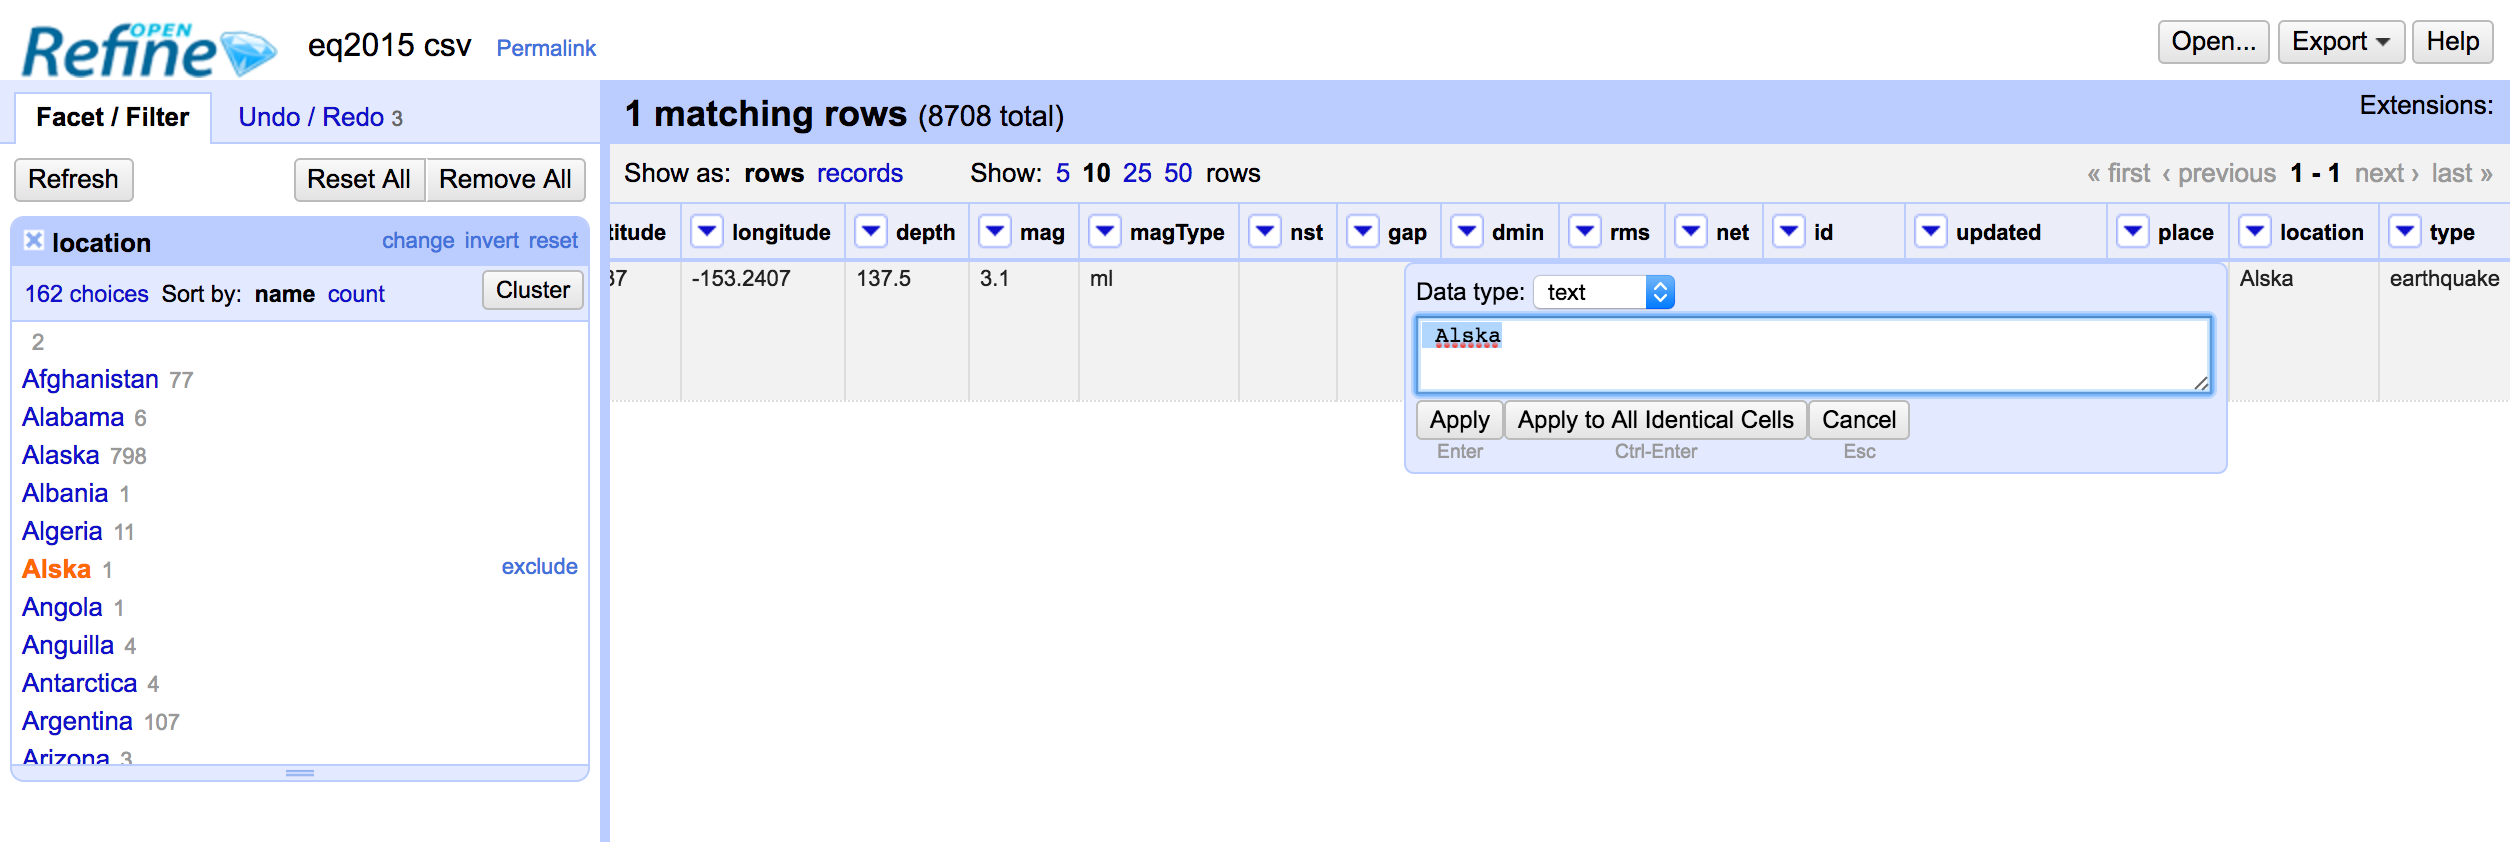 OPEN
Refine eq2015 csv Permalink Open... Export Help
Facet / Filter Undo / Redo 3
1 matching rows (8708 total) Extensions:
Refresh Reset All Remove All
Show as: rows records Show: 5 10 25 50 rows « first ‹ previous 1 - 1 next › last »
location change invert reset
titude longitude depth mag magType nst gap dmin rms net id updated place location type
162 choices Sort by: name count Cluster
37 -153.2407 137.5 3.1 ml Alska earthquake
Data type: text
Alska
Apply Apply to All Identical Cells Cancel
Enter Ctrl-Enter Esc
2
Afghanistan 77
Alabama 6
Alaska 798
Albania 1
Algeria 11
Alska 1 exclude
Angola 1
Anguilla 4
Antarctica 4
Argentina 107
Arizona 3